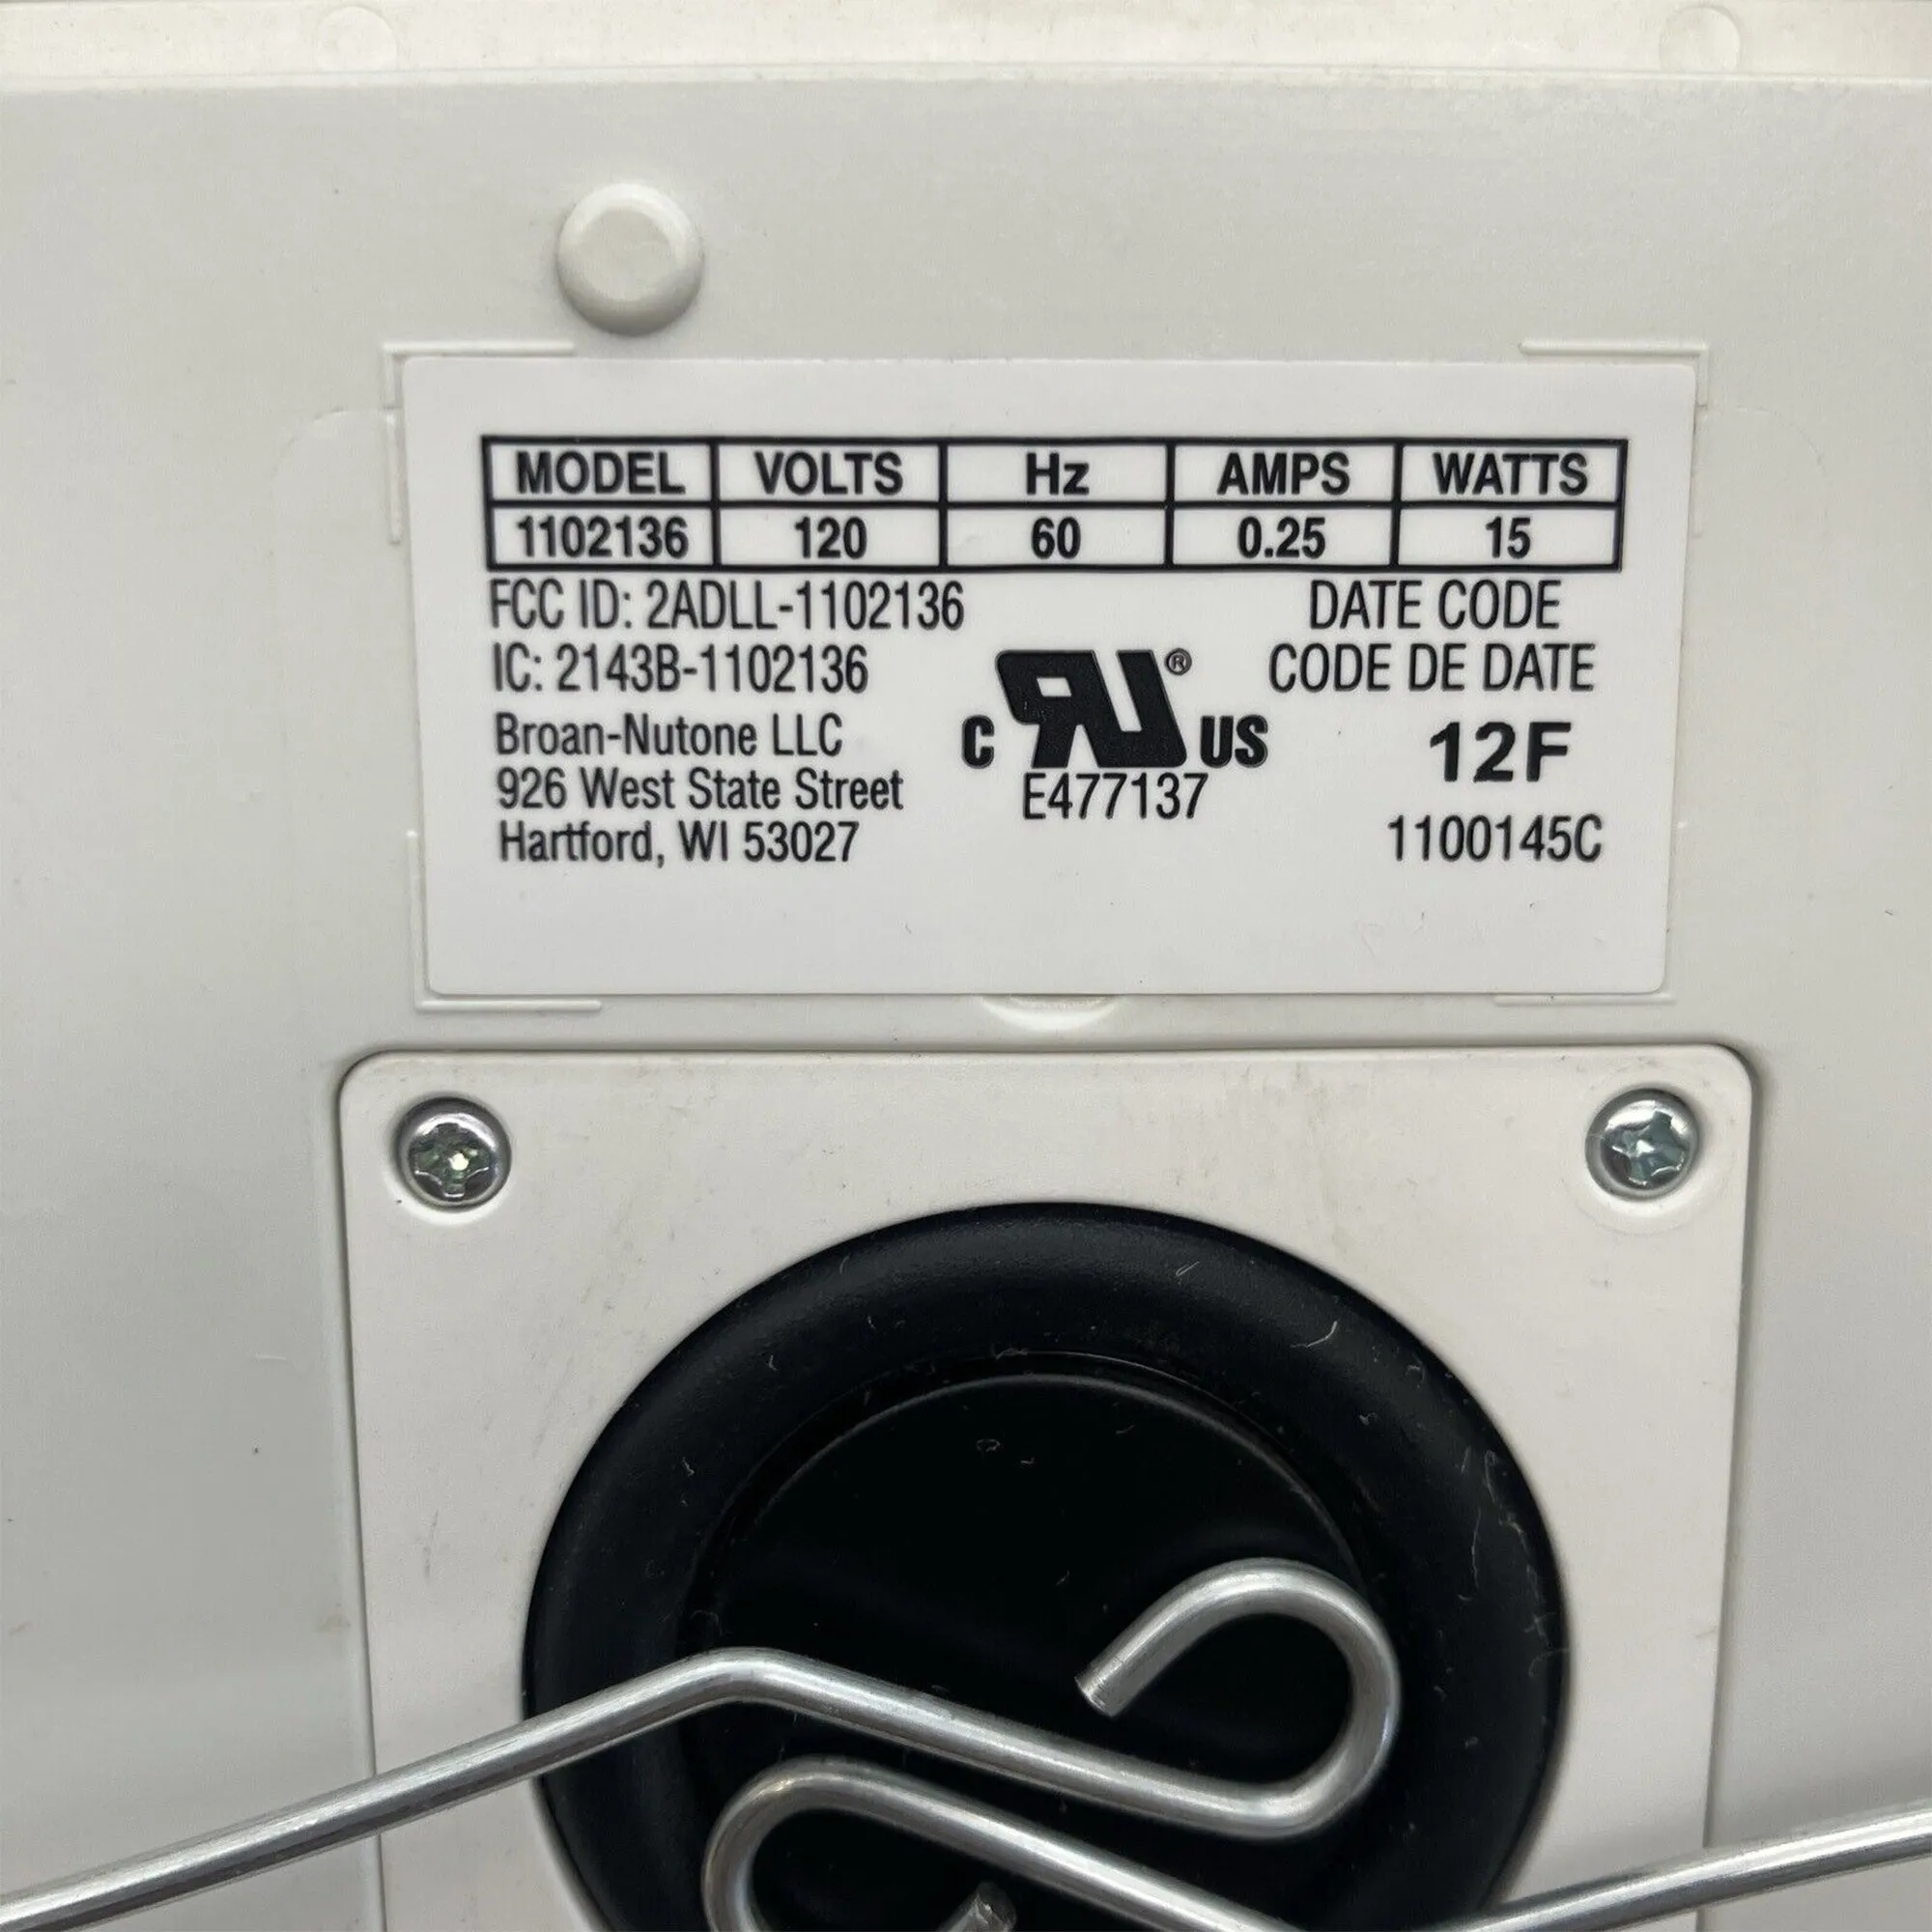 MODEL VOLTS Hz AMPS WATTS
1102136 120 60 0.25 15
FCC ID: 2ADLL-1102136
IC: 2143B-1102136
Broan-Nutone LLC
926 West State Street
Hartford, WI 53027
C RU® US
E477137
DATE CODE
CODE DE DATE
12F
1100145C